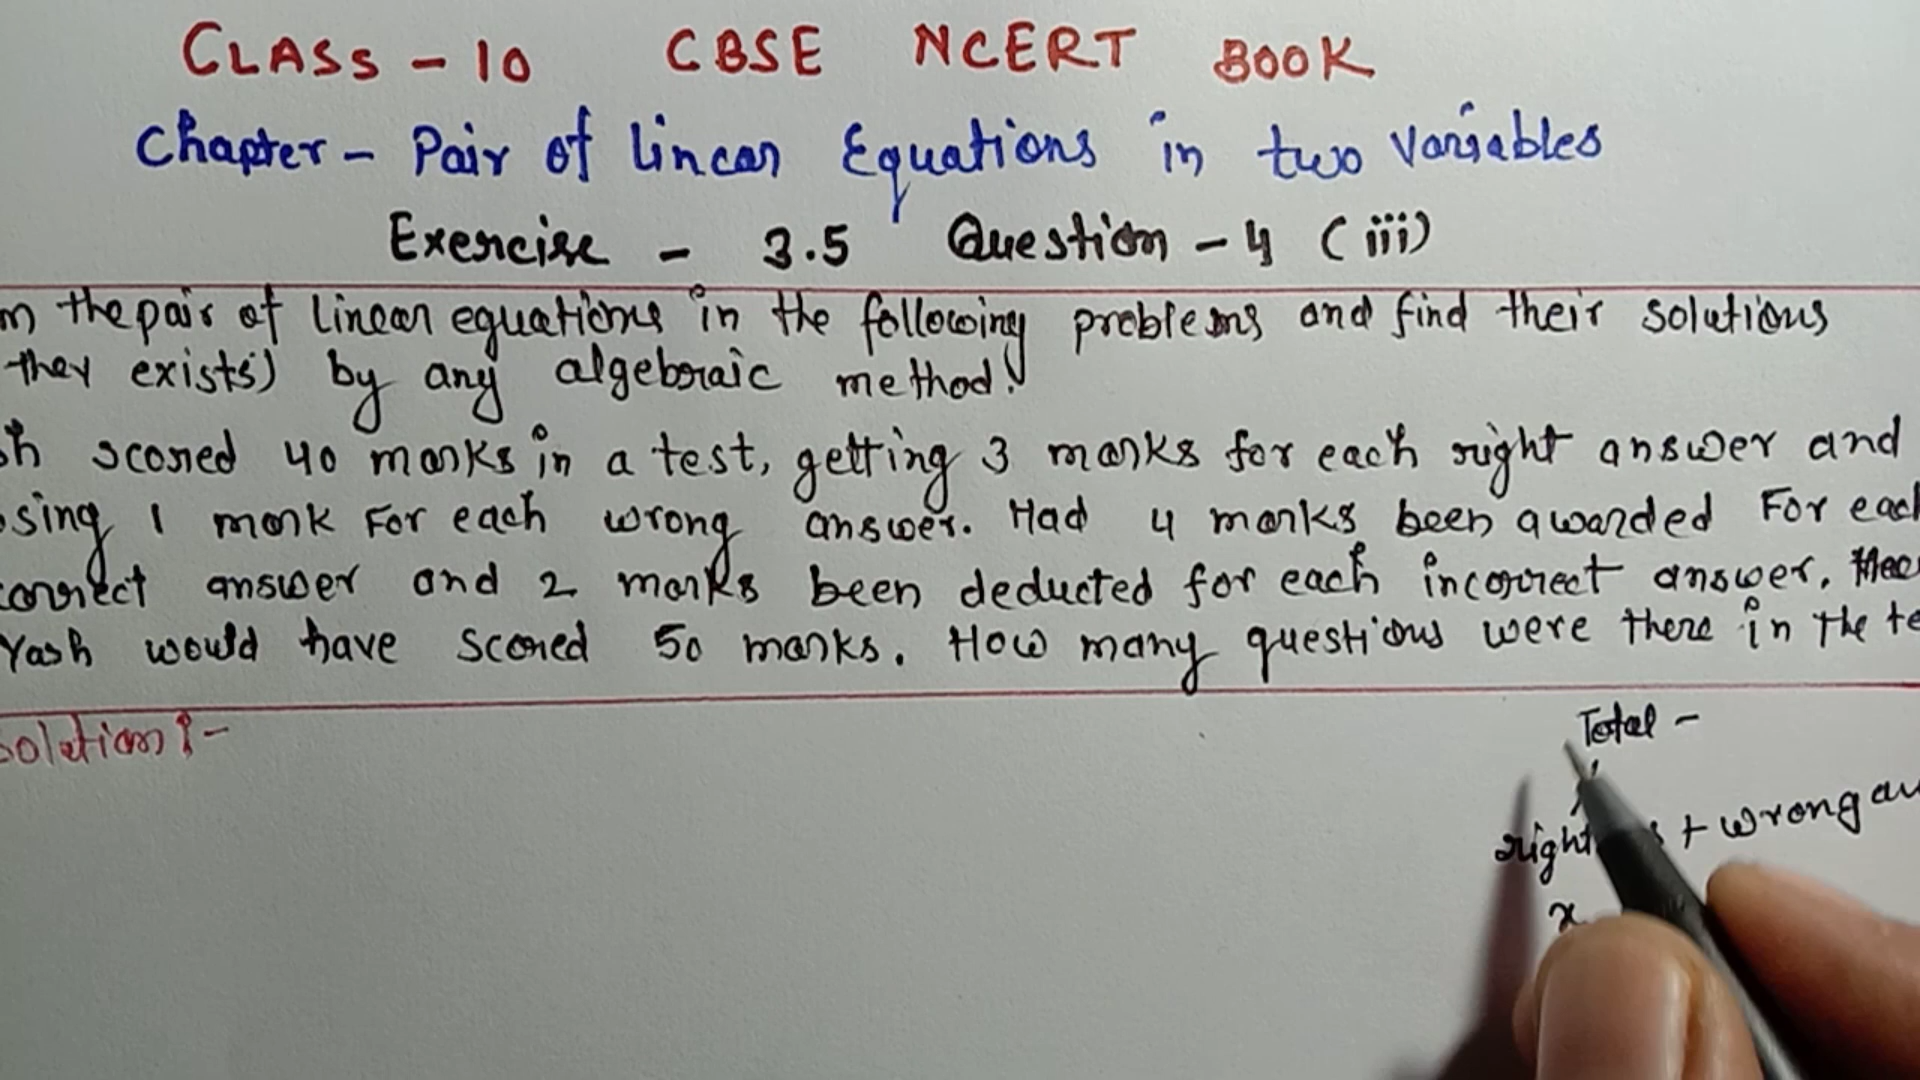 CLASS - 10 CBSE NCERT BOOK
Chapter - Pair of linear Equations in two variables
Exercise - 3.5 Question - 4 (iii)
m the pair of linear equations in the following problems and find their solutions
they exists) by any algebraic method!
sh scored 40 marks in a test, getting 3 marks for each right answer and
osing 1 mark For each wrong answer. Had 4 marks been awarded For each
correct answer and 2 marks been deducted for each incorrect answer. then
Yash would have scored 50 marks. How many questions were there in the te
Solution :-
Total -
right + wrong
x